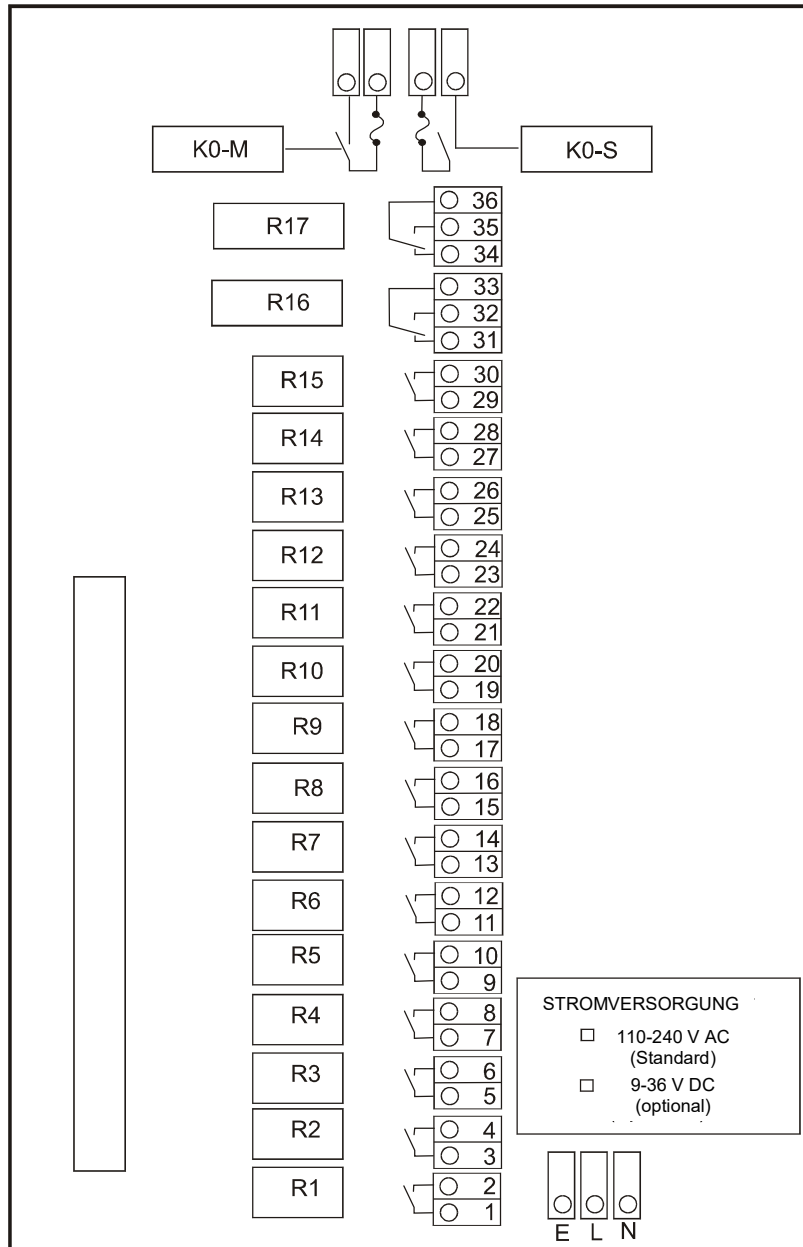 K0-M
K0-S
R17
36
35
34
R16
33
32
31
R15
30
29
R14
28
27
R13
26
25
R12
24
23
R11
22
21
R10
20
19
R9
18
17
R8
16
15
R7
14
13
R6
12
11
R5
10
9
R4
8
7
R3
6
5
R2
4
3
R1
2
1
STROMVERSORGUNG
110-240 V AC
(Standard)
9-36 V DC
(optional)
E L N